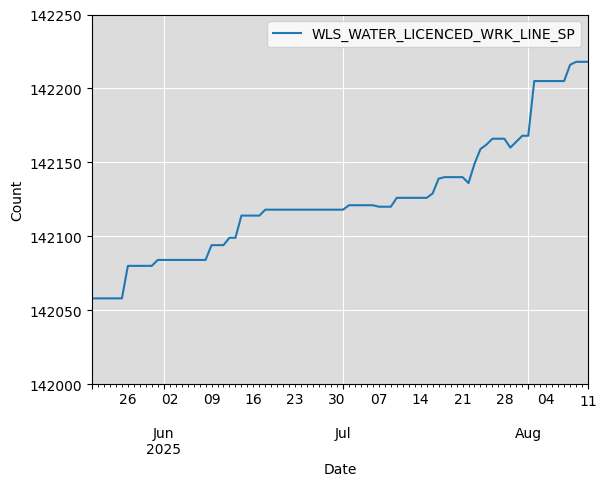 WLS_WATER_LICENCED_WRK_LINE_SP
142250
142200
142150
142100
142050
142000
Count
26 02 09 16 23 30 07 14 21 28 04 11
Jun Jul Aug
2025
Date